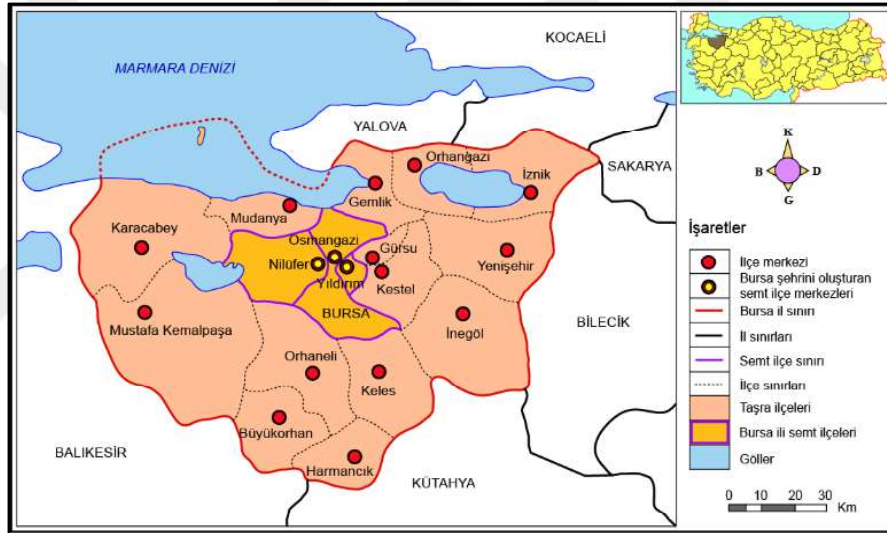 KOCAELİ
MARMARA DENİZİ
YALOVA
Orhangazi
SAKARYA
İznik
Gemlik
Mudanya
Karacabey
Osmangazi
Gürsu
Nilüfer
Yenişehir
Yıldırım
Kestel
BURSA
Mustafa Kemalpaşa
İnegöl
BİLECİK
Orhaneli
Keles
Büyükorhan
BALIKESİR
Harmancık
KÜTAHYA
K
B D
G
İşaretler
İlçe merkezi
Bursa şehrini oluşturan
semt ilçe merkezleri
Bursa il sınırı
İl sınırları
Semt ilçe sınırı
İlçe sınırları
Taşra ilçeleri
Bursa ili semt ilçeleri
Göller
0 10 20 30
Km